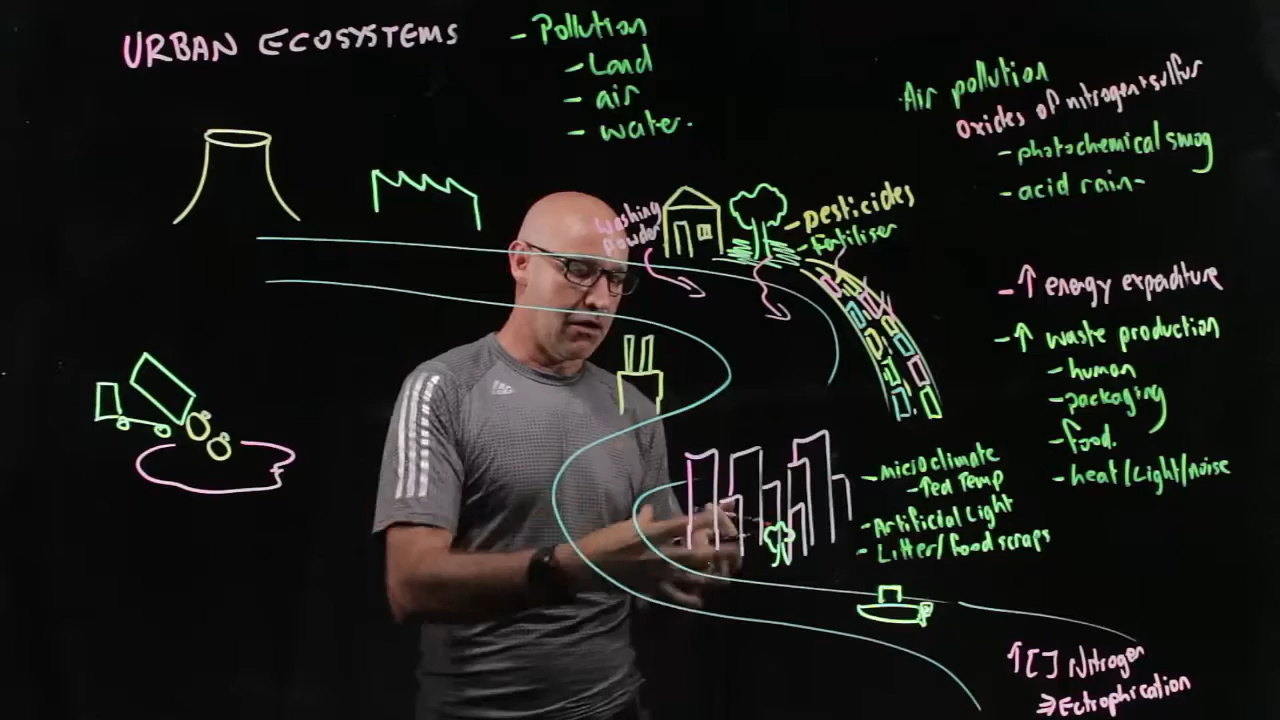 URBAN ECOSYSTEMS
- Pollution
- Land
- air
- water.
Air pollution
oxides of nitrogen + sulfur
- photochemical smog
- acid rain -
washing
powder
- pesticides
- fertiliser
- ↑ energy expenditure
- ↑ waste production
- human
- packaging
- food.
- heat/light/noise
- microclimate
- ↑ed Temp
- Artificial Light
- Litter/food scraps
↑ [ ] Nitrogen
⇒ Ectrophication